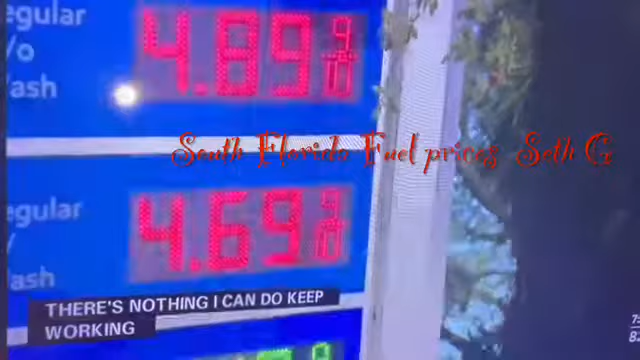 egular
4.89 9/10
/o
ash
South Florida Fuel prices Seth G
egular
4.69 9/10
/
ash
THERE'S NOTHING I CAN DO KEEP
WORKING
9